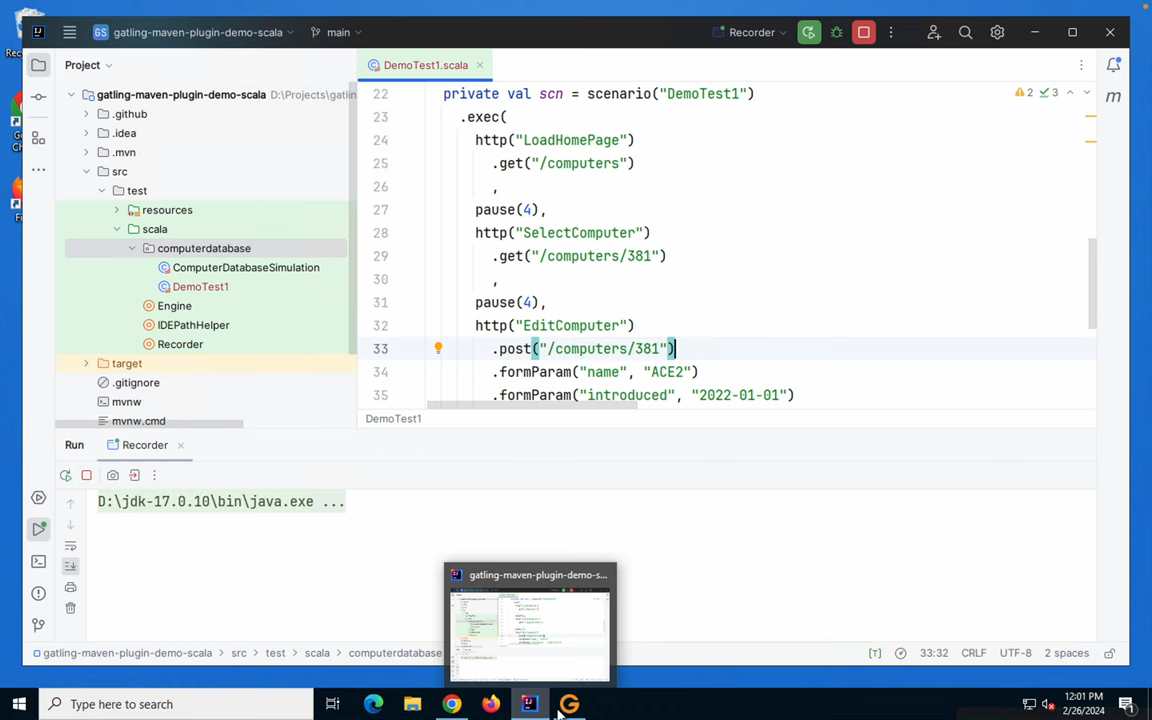 GS gatling-maven-plugin-demo-scala
main
Recorder
Project
DemoTest1.scala
gatling-maven-plugin-demo-scala D:\Projects\gatlin
.github
.idea
.mvn
src
test
resources
scala
computerdatabase
ComputerDatabaseSimulation
DemoTest1
Engine
IDEPathHelper
Recorder
target
.gitignore
mvnw
mvnw.cmd
2 3
22 private val scn = scenario("DemoTest1")
23 .exec(
24 http("LoadHomePage")
25 .get("/computers")
26 ,
27 pause(4),
28 http("SelectComputer")
29 .get("/computers/381")
30 ,
31 pause(4),
32 http("EditComputer")
33 .post("/computers/381")
34 .formParam("name", "ACE2")
35 .formParam("introduced", "2022-01-01")
DemoTest1
m
Run
Recorder
D:\jdk-17.0.10\bin\java.exe ...
gatling-maven-plugin-demo-s...
gatling-maven-plugin-demo-scala > src > test > scala > computerdatabase
33:32 CRLF UTF-8 2 spaces
Type here to search
12:01 PM
2/26/2024
1